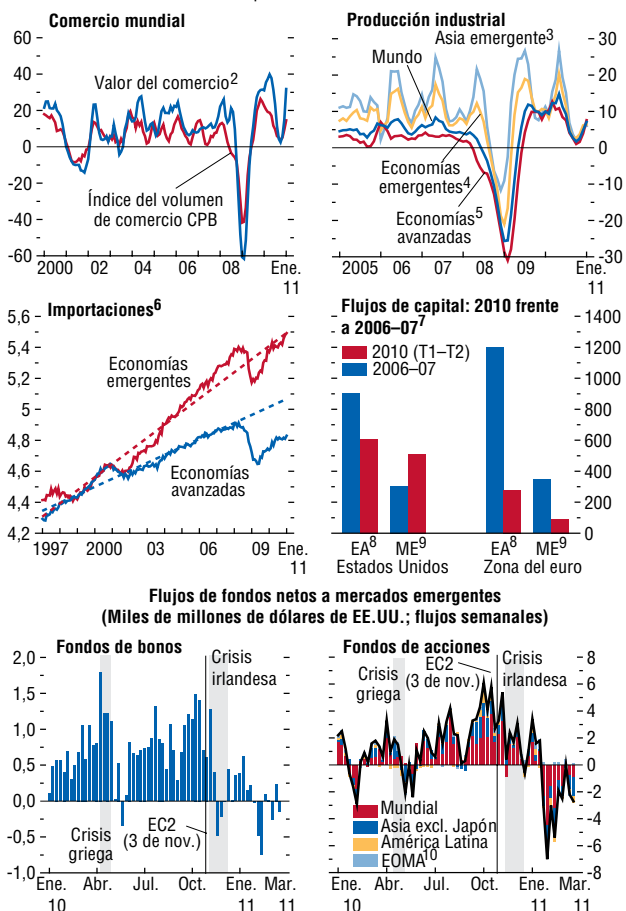 Comercio mundial
Valor del comercio2
Índice del volumen
de comercio CPB
60
40
20
0
–20
–40
–60
2000 02 04 06 08 Ene.
11
Producción industrial
Asia emergente3
Mundo
Economías
emergentes4
Economías5
avanzadas
30
20
10
0
–10
–20
–30
2005 06 07 08 09 Ene.
11
Importaciones6
Economías
emergentes
Economías
avanzadas
5,6
5,4
5,2
5,0
4,8
4,6
4,4
4,2
1997 2000 03 06 09 Ene.
11
Flujos de capital: 2010 frente
a 2006–077
2010 (T1–T2)
2006–07
1400
1200
1000
800
600
400
200
0
EA8 ME9 EA8 ME9
Estados Unidos Zona del euro
Flujos de fondos netos a mercados emergentes
(Miles de millones de dólares de EE.UU.; flujos semanales)
Fondos de bonos
Crisis
irlandesa
Crisis
griega
EC2
(3 de nov.)
2,0
1,5
1,0
0,5
0,0
-0,5
-1,0
Ene. Abr. Jul. Oct. Ene. Mar.
10 11 11
Fondos de acciones
EC2
(3 de nov.)
Crisis
irlandesa
Crisis
griega
Mundial
Asia excl. Japón
América Latina
EOMA10
8
6
4
2
0
-2
-4
-6
-8
Ene. Abr. Jul. Oct. Ene. Mar.
10 11 11